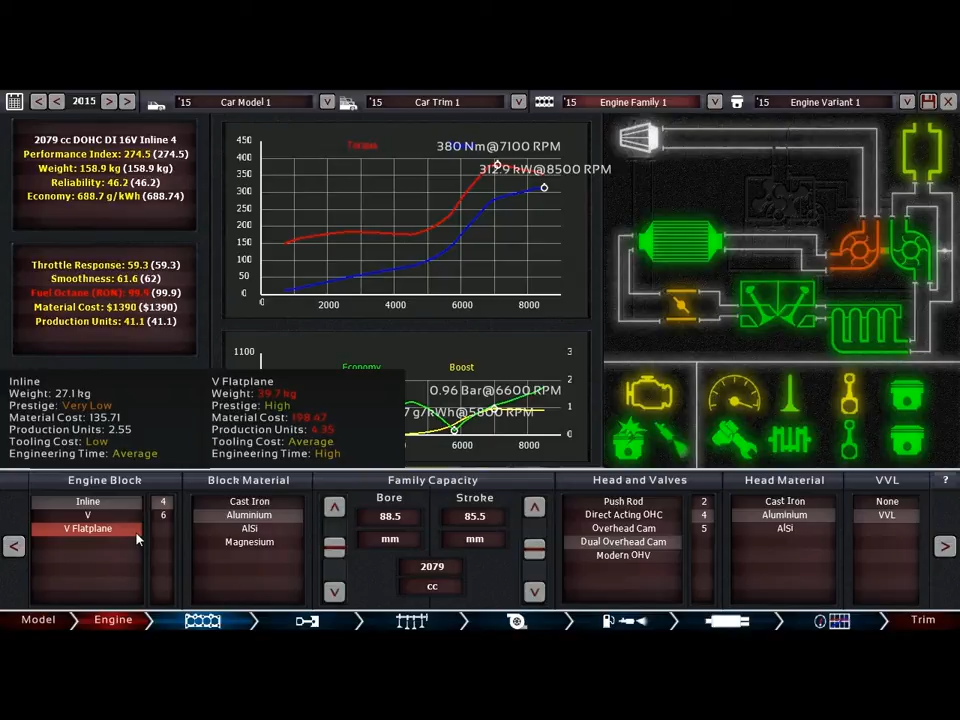 2015
'15 Car Model 1
'15 Car Trim 1
'15 Engine Family 1
'15 Engine Variant 1
2079 cc DOHC DI 16V Inline 4
Performance Index: 274.5 (274.5)
Weight: 158.9 kg (158.9 kg)
Reliability: 46.2 (46.2)
Economy: 688.7 g/kWh (688.74)
Throttle Response: 59.3 (59.3)
Smoothness: 61.6 (62)
Fuel Octane (RON): 99.9 (99.9)
Material Cost: $1390 ($1390)
Production Units: 41.1 (41.1)
Torque
380 Nm@7100 RPM
312.9 kW@8500 RPM
450
400
350
300
250
200
150
100
50
0
0 2000 4000 6000 8000
1100
Economy
Boost
3
2
1
0
0.96 Bar@6600 RPM
7 g/kWh@5800 RPM
6000 8000
Inline
Weight: 27.1 kg
Prestige: Very Low
Material Cost: 135.71
Production Units: 2.55
Tooling Cost: Low
Engineering Time: Average
V Flatplane
Weight: 39.7 kg
Prestige: High
Material Cost: 198.47
Production Units: 4.35
Tooling Cost: Average
Engineering Time: High
Engine Block
Inline
V
V Flatplane
4
6
Block Material
Cast Iron
Aluminium
AlSi
Magnesium
Family Capacity
Bore
88.5
mm
Stroke
85.5
mm
2079
cc
Head and Valves
Push Rod
Direct Acting OHC
Overhead Cam
Dual Overhead Cam
Modern OHV
2
4
5
Head Material
Cast Iron
Aluminium
AlSi
VVL
None
VVL
?
Model
Engine
Trim